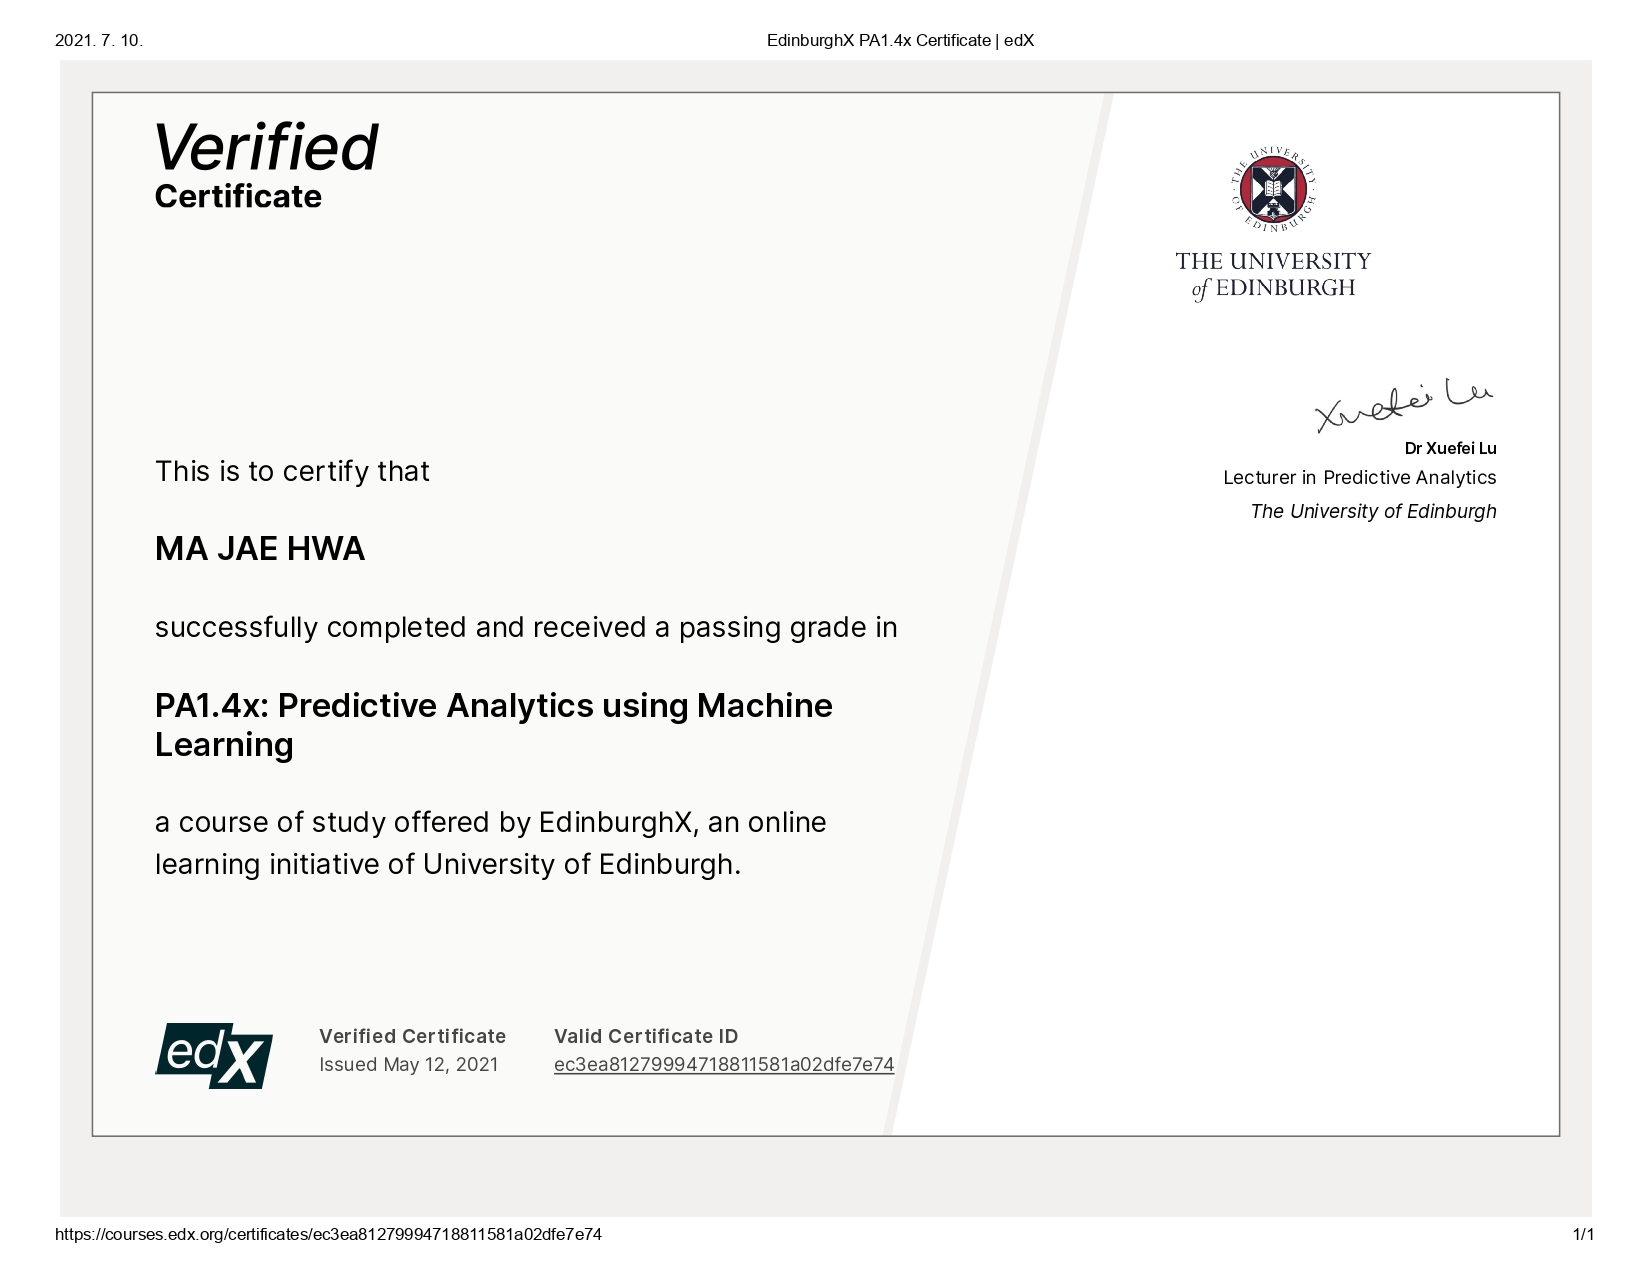 2021. 7. 10.
EdinburghX PA1.4x Certificate | edX
Verified
Certificate
THE UNIVERSITY OF EDINBURGH
THE UNIVERSITY
of EDINBURGH
Xuefei Lu
Dr Xuefei Lu
Lecturer in Predictive Analytics
The University of Edinburgh
This is to certify that
MA JAE HWA
successfully completed and received a passing grade in
PA1.4x: Predictive Analytics using Machine
Learning
a course of study offered by EdinburghX, an online
learning initiative of University of Edinburgh.
edX
Verified Certificate
Issued May 12, 2021
Valid Certificate ID
ec3ea81279994718811581a02dfe7e74
https://courses.edx.org/certificates/ec3ea81279994718811581a02dfe7e74
1/1